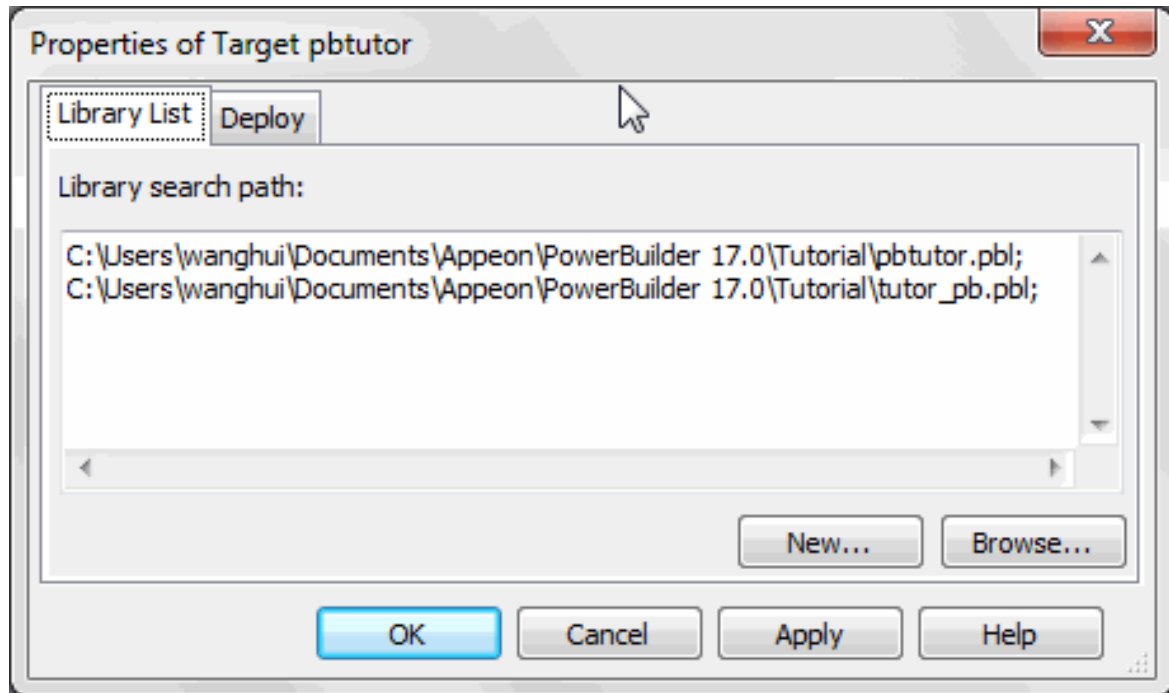 Properties of Target pbtutor
Library List Deploy
Library search path:
C:\Users\wanghui\Documents\Appeon\PowerBuilder 17.0\Tutorial\pbtutor.pbl;
C:\Users\wanghui\Documents\Appeon\PowerBuilder 17.0\Tutorial\tutor_pb.pbl;
New... Browse...
OK Cancel Apply Help